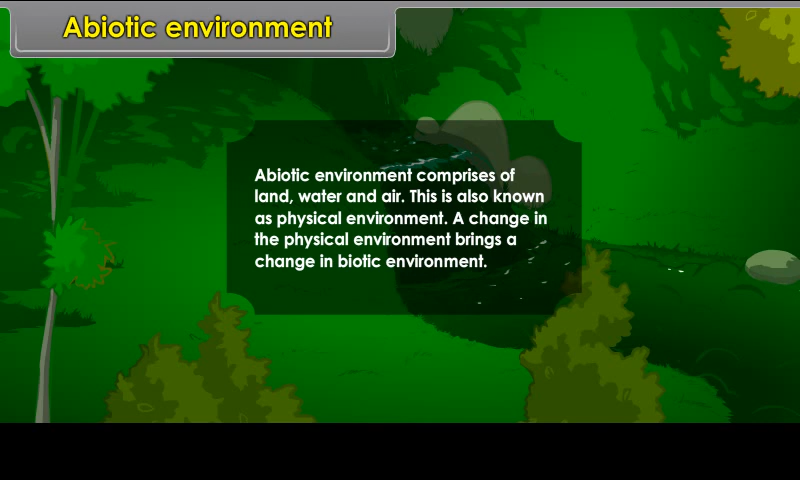 Abiotic environment
Abiotic environment comprises of
land, water and air. This is also known
as physical environment. A change in
the physical environment brings a
change in biotic environment.